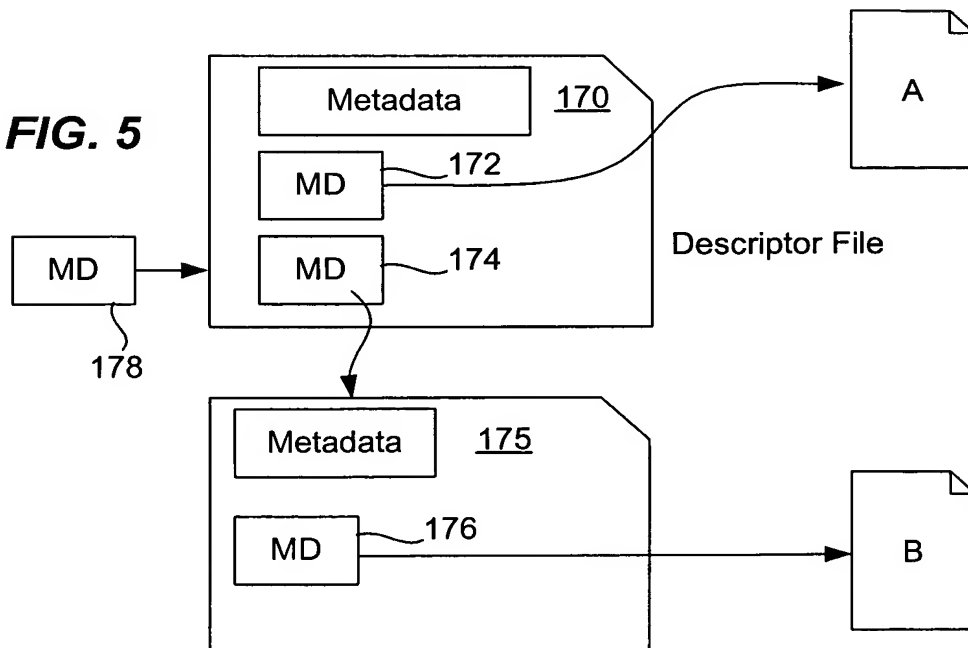 FIG. 5
Metadata
170
A
MD
172
MD
174
Descriptor File
MD
178
Metadata
175
MD
176
B